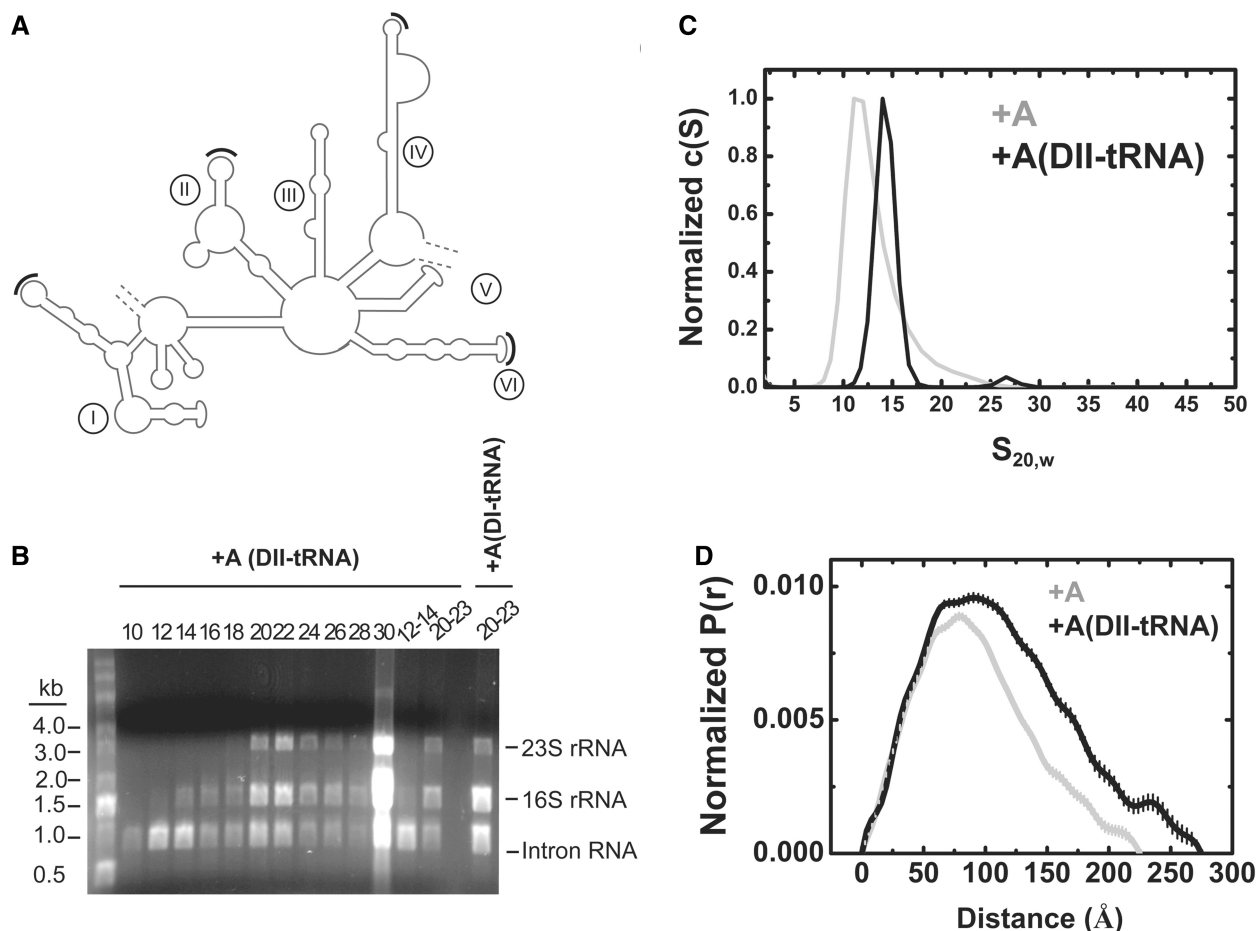 A
IV
II
III
V
VI
I
B
+A (DII-tRNA)
+A(DI-tRNA)
10 12 14 16 18 20 22 24 26 28 30 12-14 20-23 20-23
kb
4.0
3.0
2.0
1.5
1.0
0.5
23S rRNA
16S rRNA
Intron RNA
C
+A
+A(DII-tRNA)
Normalized c(S)
1.0
0.8
0.6
0.4
0.2
0.0
5 10 15 20 25 30 35 40 45 50
S20,w
D
+A
+A(DII-tRNA)
Normalized P(r)
0.010
0.005
0.000
0 50 100 150 200 250 300
Distance (Å)